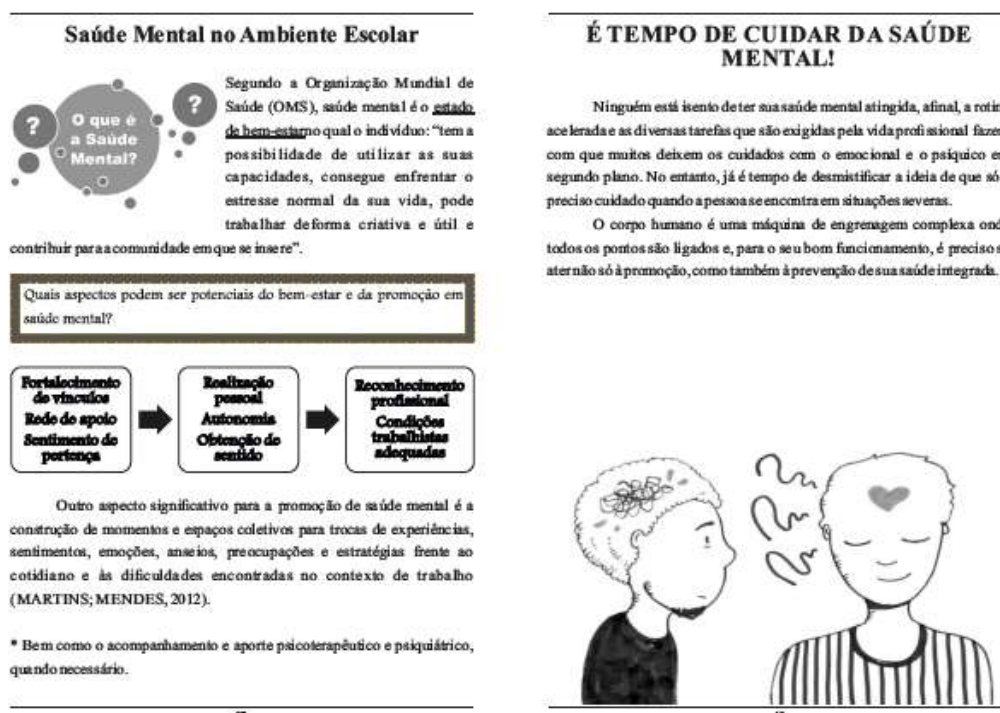 Saúde Mental no Ambiente Escolar
?
O que é
a Saúde
Mental?
?
Segundo a Organização Mundial de
Saúde (OMS), saúde mental é o estado
de bem-estar no qual o indivíduo: “tem a
possibilidade de utilizar as suas
capacidades, consegue enfrentar o
estresse normal da sua vida, pode
trabalhar de forma criativa e útil e
contribuir para a comunidade em que se insere”.
Quais aspectos podem ser potenciais do bem-estar e da promoção em
saúde mental?
Fortalecimento
de vínculos
Rede de apoio
Sentimento de
pertença
Realização
pessoal
Autonomia
Obtenção de
sentido
Reconhecimento
profissional
Condições
trabalhistas
adequadas
Outro aspecto significativo para a promoção de saúde mental é a
construção de momentos e espaços coletivos para trocas de experiências,
sentimentos, emoções, anseios, preocupações e estratégias frente ao
cotidiano e às dificuldades encontradas no contexto de trabalho
(MARTINS; MENDES, 2012).
* Bem como o acompanhamento e aporte psicoterapêutico e psiquiátrico,
quando necessário.
É TEMPO DE CUIDAR DA SAÚDE
MENTAL!
Ninguém está isento de ter sua saúde mental atingida, afinal, a
acelerada e as diversas tarefas que são exigidas pela vida profissional
com que muitos deixem os cuidados com o emocional e o psíquico
segundo plano. No entanto, já é tempo de desmistificar a ideia de que só
preciso cuidado quando a pessoa se encontra em situações severas.
O corpo humano é uma máquina de engrenagem complexa
todos os pontos são ligados e, para o seu bom funcionamento, é preciso
ater não só à promoção, como também à prevenção de sua saúde integrada.